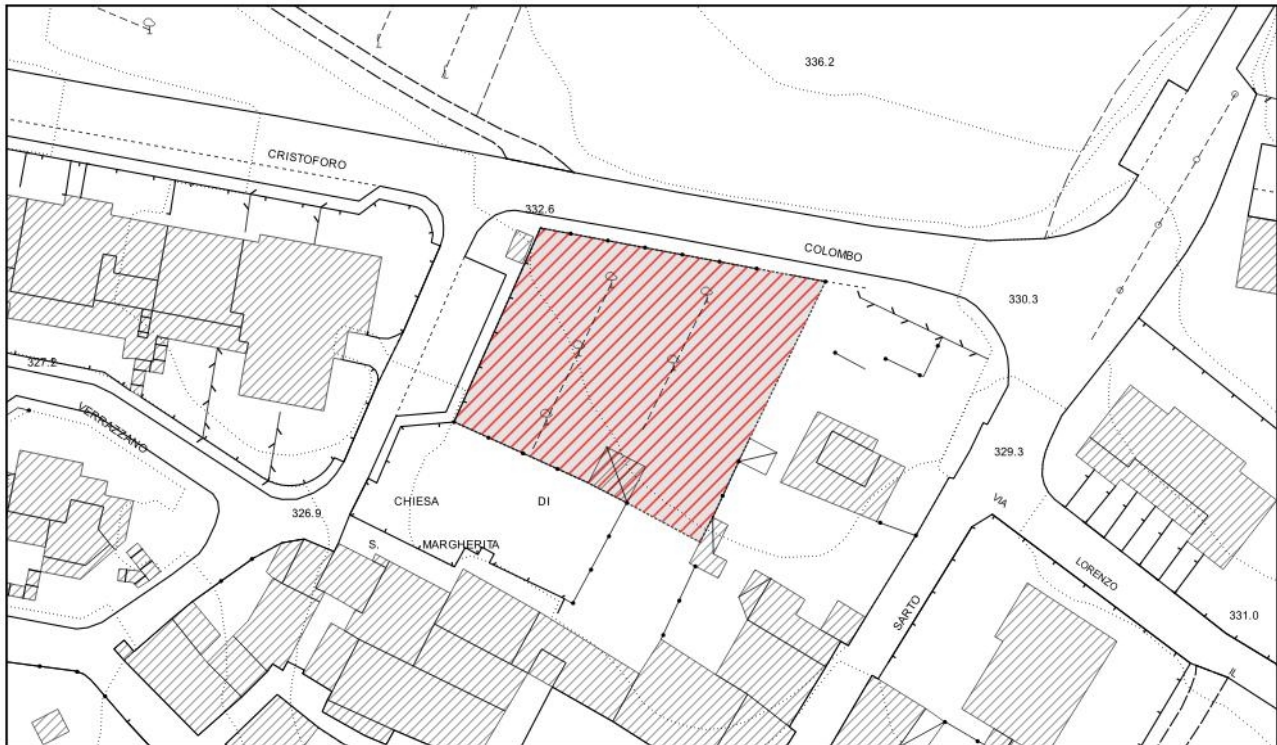 336.2
CRISTOFORO
332.6
COLOMBO
330.3
327.2
VERRAZZANO
329.3
VIA
CHIESA DI
326.9
S. MARGHERITA
LORENZO
SARTO
331.0
IL